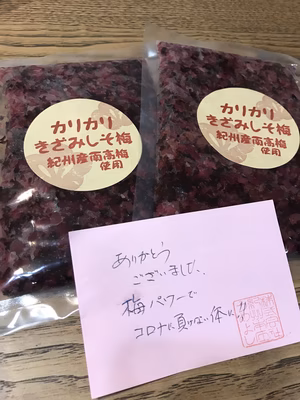 カリカリ
きざみしそ梅
紀州産南高梅
使用
カリカリ
きざみしそ梅
紀州産南高梅
使用
ありがとう
ございました。
梅パワーで
コロナに負けない体に!!